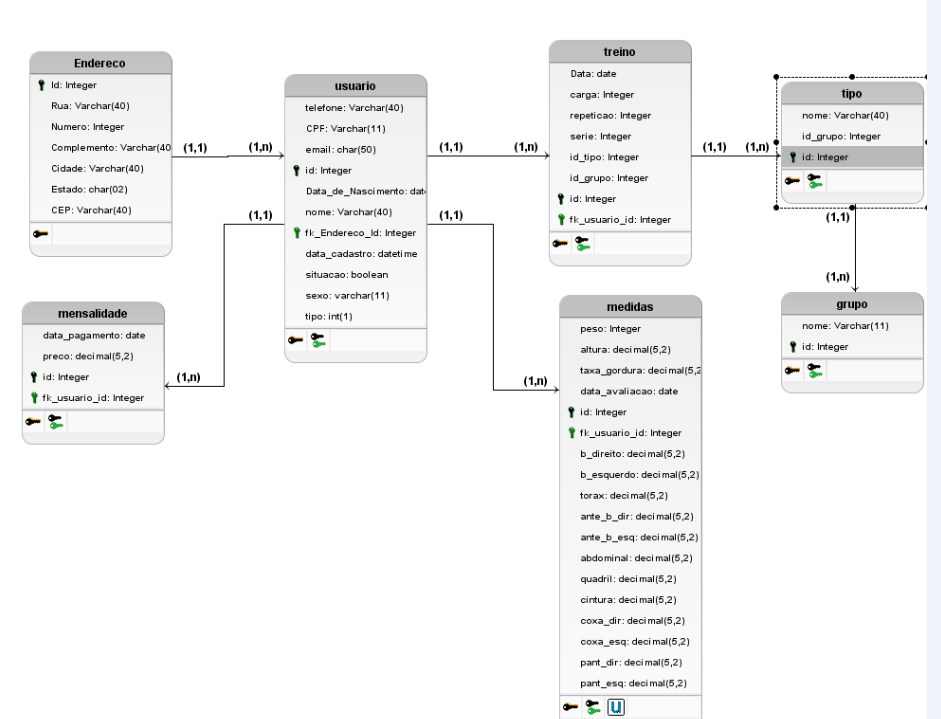 Endereco
Id: Integer
Rua: Varchar(40)
Numero: Integer
Complemento: Varchar(40
Cidade: Varchar(40)
Estado: char(02)
CEP: Varchar(40)
(1,1)
(1,n)
usuario
telefone: Varchar(40)
CPF: Varchar(11)
email: char(50)
id: Integer
Data_de_Nascimento: date
nome: Varchar(40)
fk_Endereco_Id: Integer
data_cadastro: datetime
situacao: boolean
sexo: varchar(11)
tipo: int(1)
(1,1)
(1,n)
treino
Data: date
carga: Integer
repeticao: Integer
serie: Integer
id_tipo: Integer
id_grupo: Integer
id: Integer
fk_usuario_id: Integer
(1,1)
(1,n)
tipo
nome: Varchar(40)
id_grupo: Integer
id: Integer
(1,1)
(1,n)
grupo
nome: Varchar(11)
id: Integer
(1,1)
(1,n)
mensalidade
data_pagamento: date
preco: decimal(5,2)
id: Integer
fk_usuario_id: Integer
(1,1)
(1,n)
medidas
peso: Integer
altura: decimal(5,2)
taxa_gordura: decimal(5,2
data_avaliacao: date
id: Integer
fk_usuario_id: Integer
b_direito: decimal(5,2)
b_esquerdo: decimal(5,2)
torax: decimal(5,2)
ante_b_dir: decimal(5,2)
ante_b_esq: decimal(5,2)
abdominal: decimal(5,2)
quadril: decimal(5,2)
cintura: decimal(5,2)
coxa_dir: decimal(5,2)
coxa_esq: decimal(5,2)
pant_dir: decimal(5,2)
pant_esq: decimal(5,2)
U